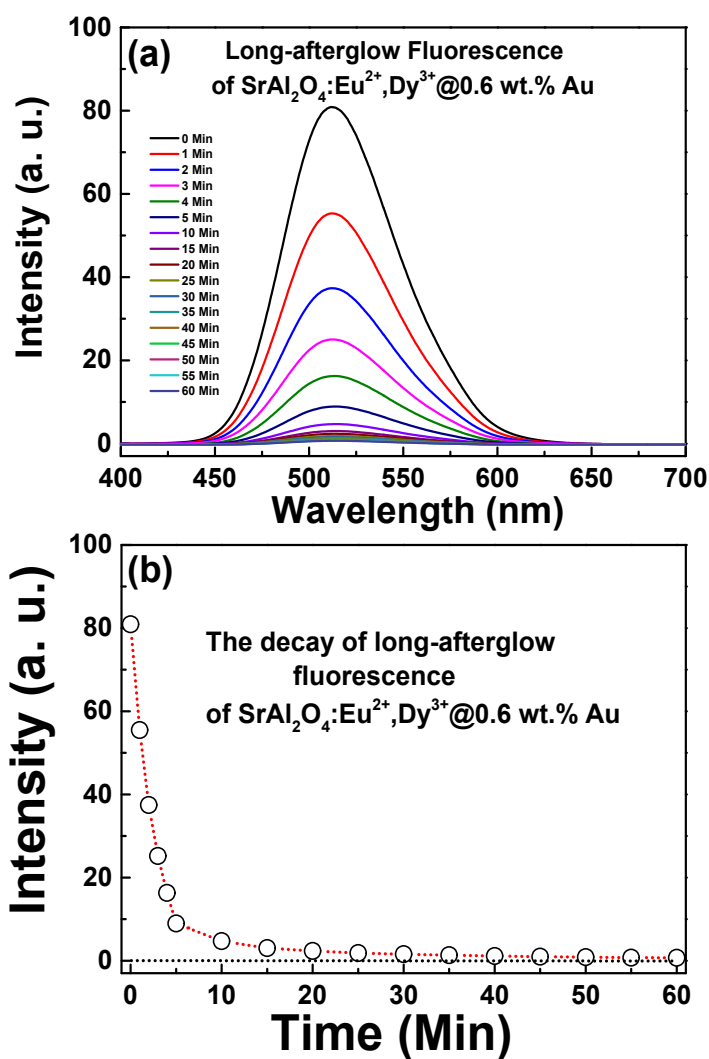 (a) Long-afterglow Fluorescence
of SrAl₂O₄:Eu²⁺,Dy³⁺@0.6 wt.% Au
Intensity (a. u.)
100
80
60
40
20
0
0 Min
1 Min
2 Min
3 Min
4 Min
5 Min
10 Min
15 Min
20 Min
25 Min
30 Min
35 Min
40 Min
45 Min
50 Min
55 Min
60 Min
400 450 500 550 600 650 700
Wavelength (nm)
(b)
The decay of long-afterglow
fluorescence
of SrAl₂O₄:Eu²⁺,Dy³⁺@0.6 wt.% Au
Intensity (a. u.)
100
80
60
40
20
0
0 10 20 30 40 50 60
Time (Min)